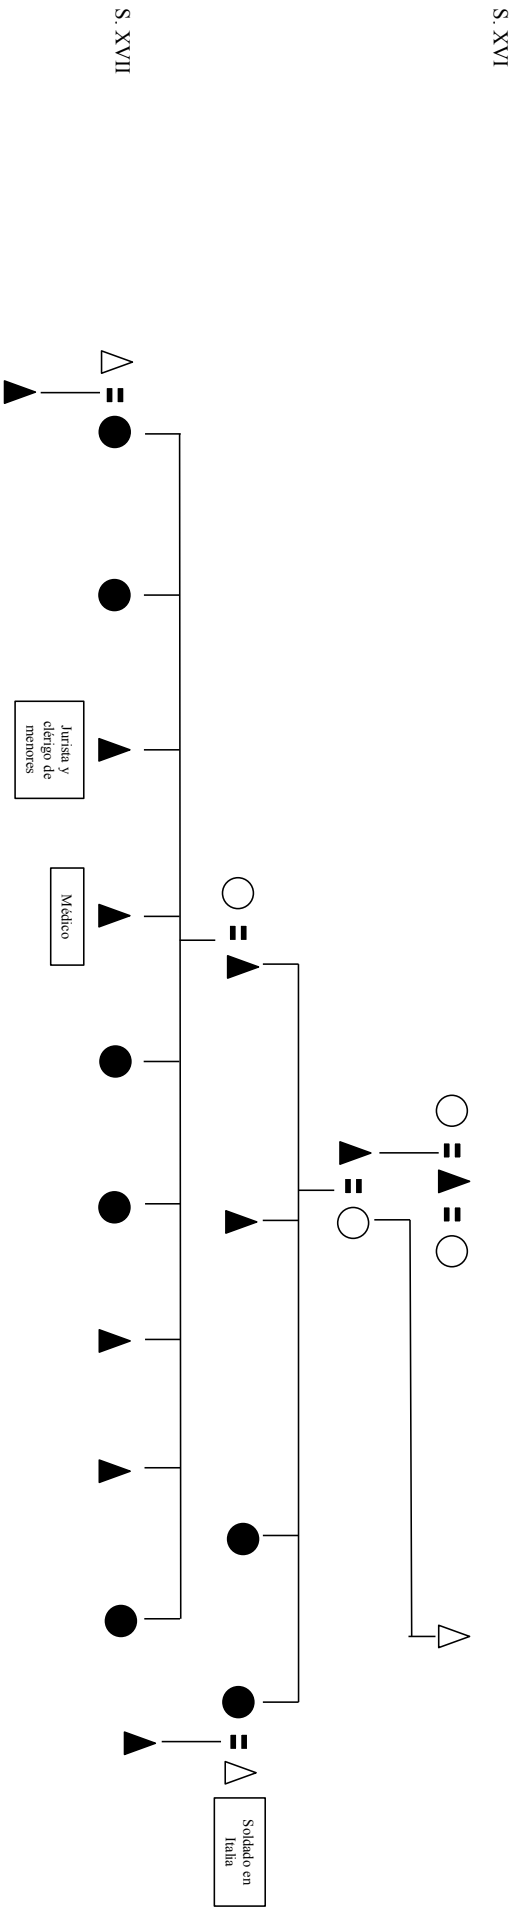 S. XVI
S. XVII
Soldado en
Italia
Jurista y
clérigo de
menores
Médico